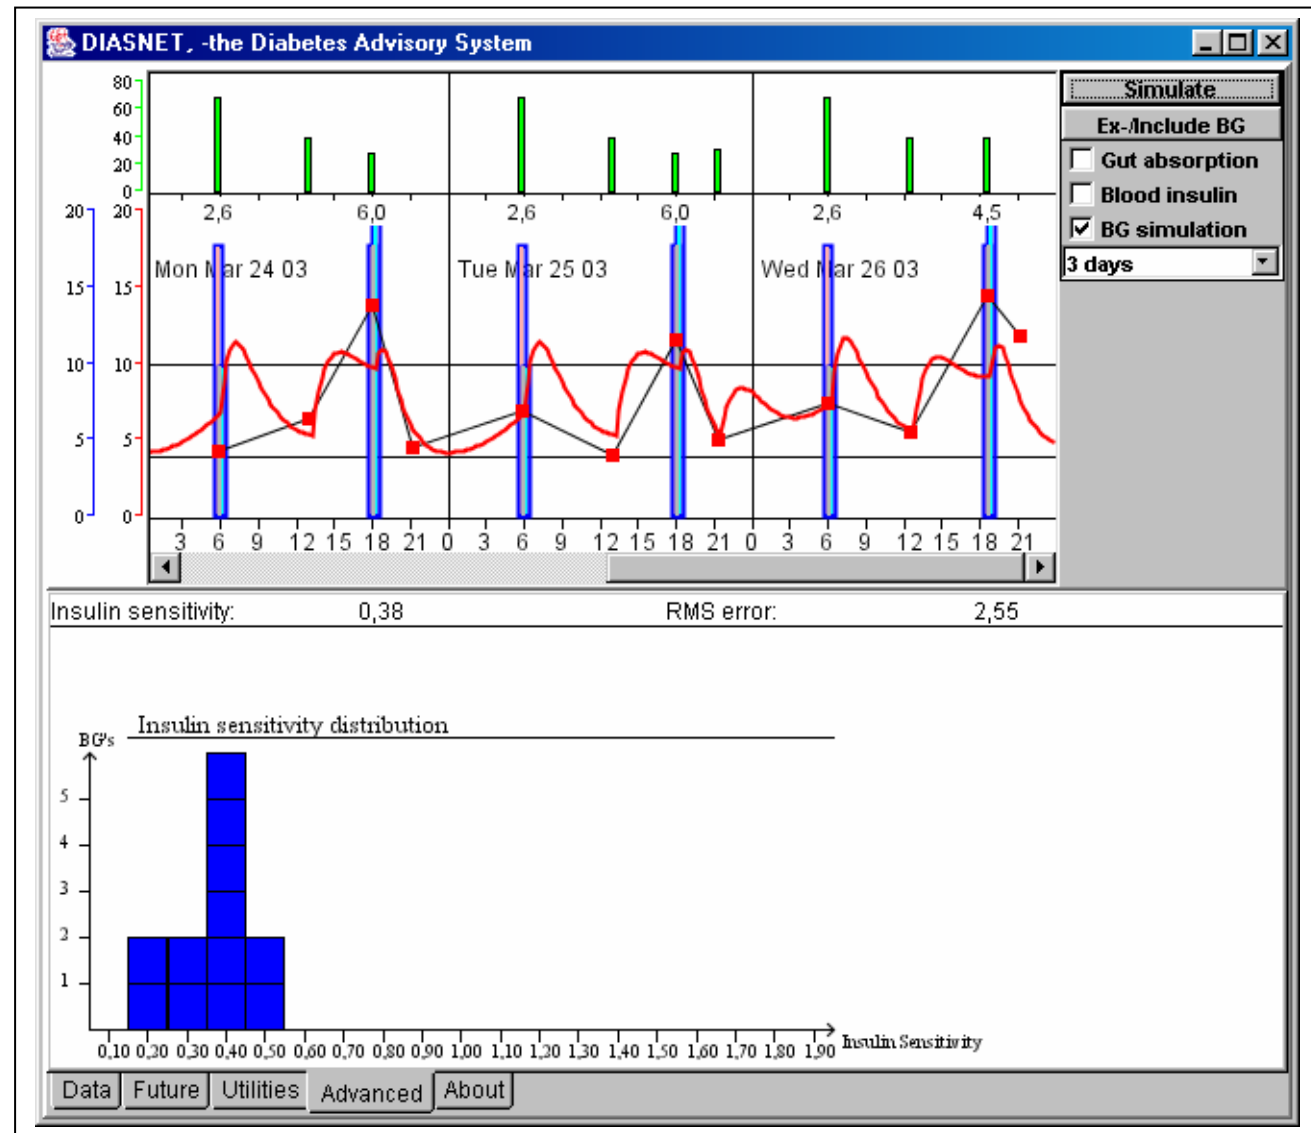 DIASNET, -the Diabetes Advisory System
80
60
40
20
0
Simulate
Ex-/Include BG
Gut absorption
Blood insulin
BG simulation
3 days
20 20
15 15
10 10
5 5
0 0
2,6 6,0 2,6 6,0 2,6 4,5
Mon Mar 24 03 Tue Mar 25 03 Wed Mar 26 03
3 6 9 12 15 18 21 0 3 6 9 12 15 18 21 0 3 6 9 12 15 18 21
Insulin sensitivity: 0,38 RMS error: 2,55
Insulin sensitivity distribution
BG's
5
4
3
2
1
0,10 0,20 0,30 0,40 0,50 0,60 0,70 0,80 0,90 1,00 1,10 1,20 1,30 1,40 1,50 1,60 1,70 1,80 1,90 Insulin Sensitivity
Data Future Utilities Advanced About